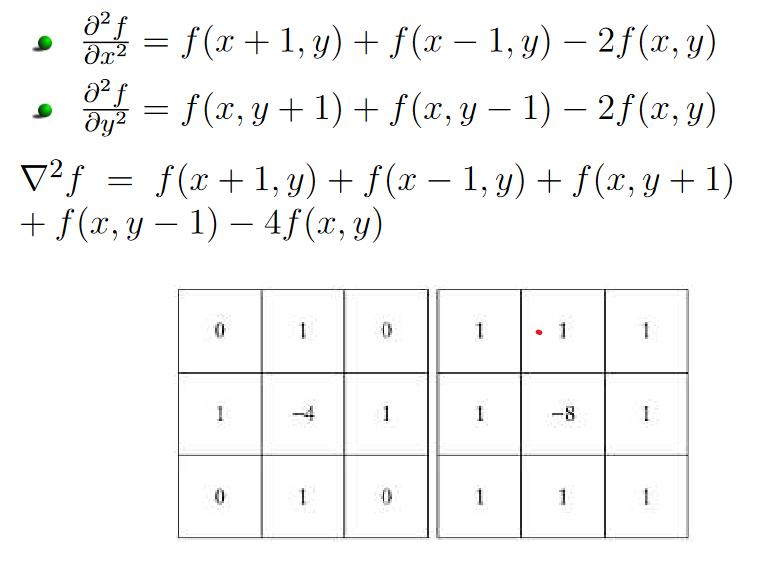 ∂²f/∂x² = f(x + 1, y) + f(x − 1, y) − 2f(x, y)
∂²f/∂y² = f(x, y + 1) + f(x, y − 1) − 2f(x, y)
∇²f = f(x + 1, y) + f(x − 1, y) + f(x, y + 1)
+ f(x, y − 1) − 4f(x, y)
0 1 0 1 1 1
1 −4 1 1 −8 1
0 1 0 1 1 1